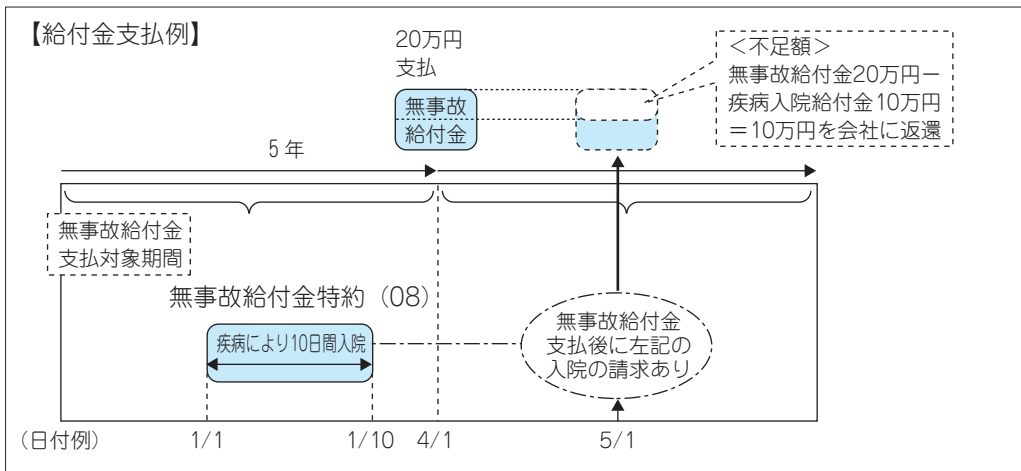 【給付金支払例】
20万円
支払
無事故
給付金
<不足額>
無事故給付金20万円−
疾病入院給付金10万円
＝10万円を会社に返還
5年
無事故給付金
支払対象期間
無事故給付金特約（08）
疾病により10日間入院
無事故給付金
支払後に左記の
入院の請求あり
（日付例） 1/1 1/10 4/1 5/1